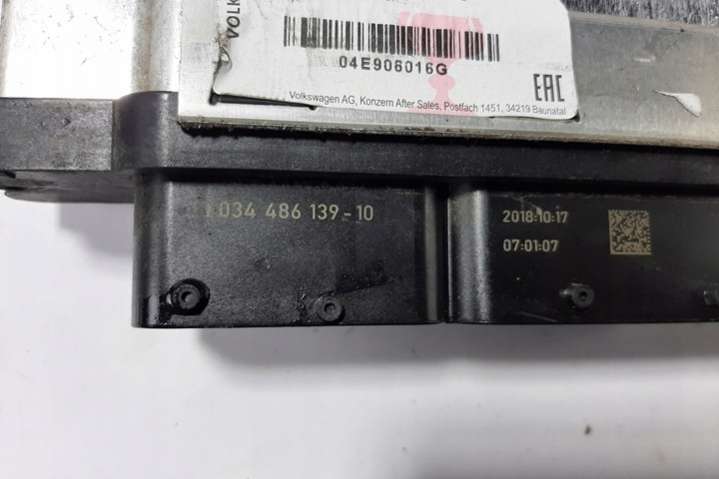 VOLK
04E906016G
EAC
Volkswagen AG, Konzern After Sales, Postfach 1451, 34219 Baunatal
034 486 139-10
2018:10:17
07:01:07